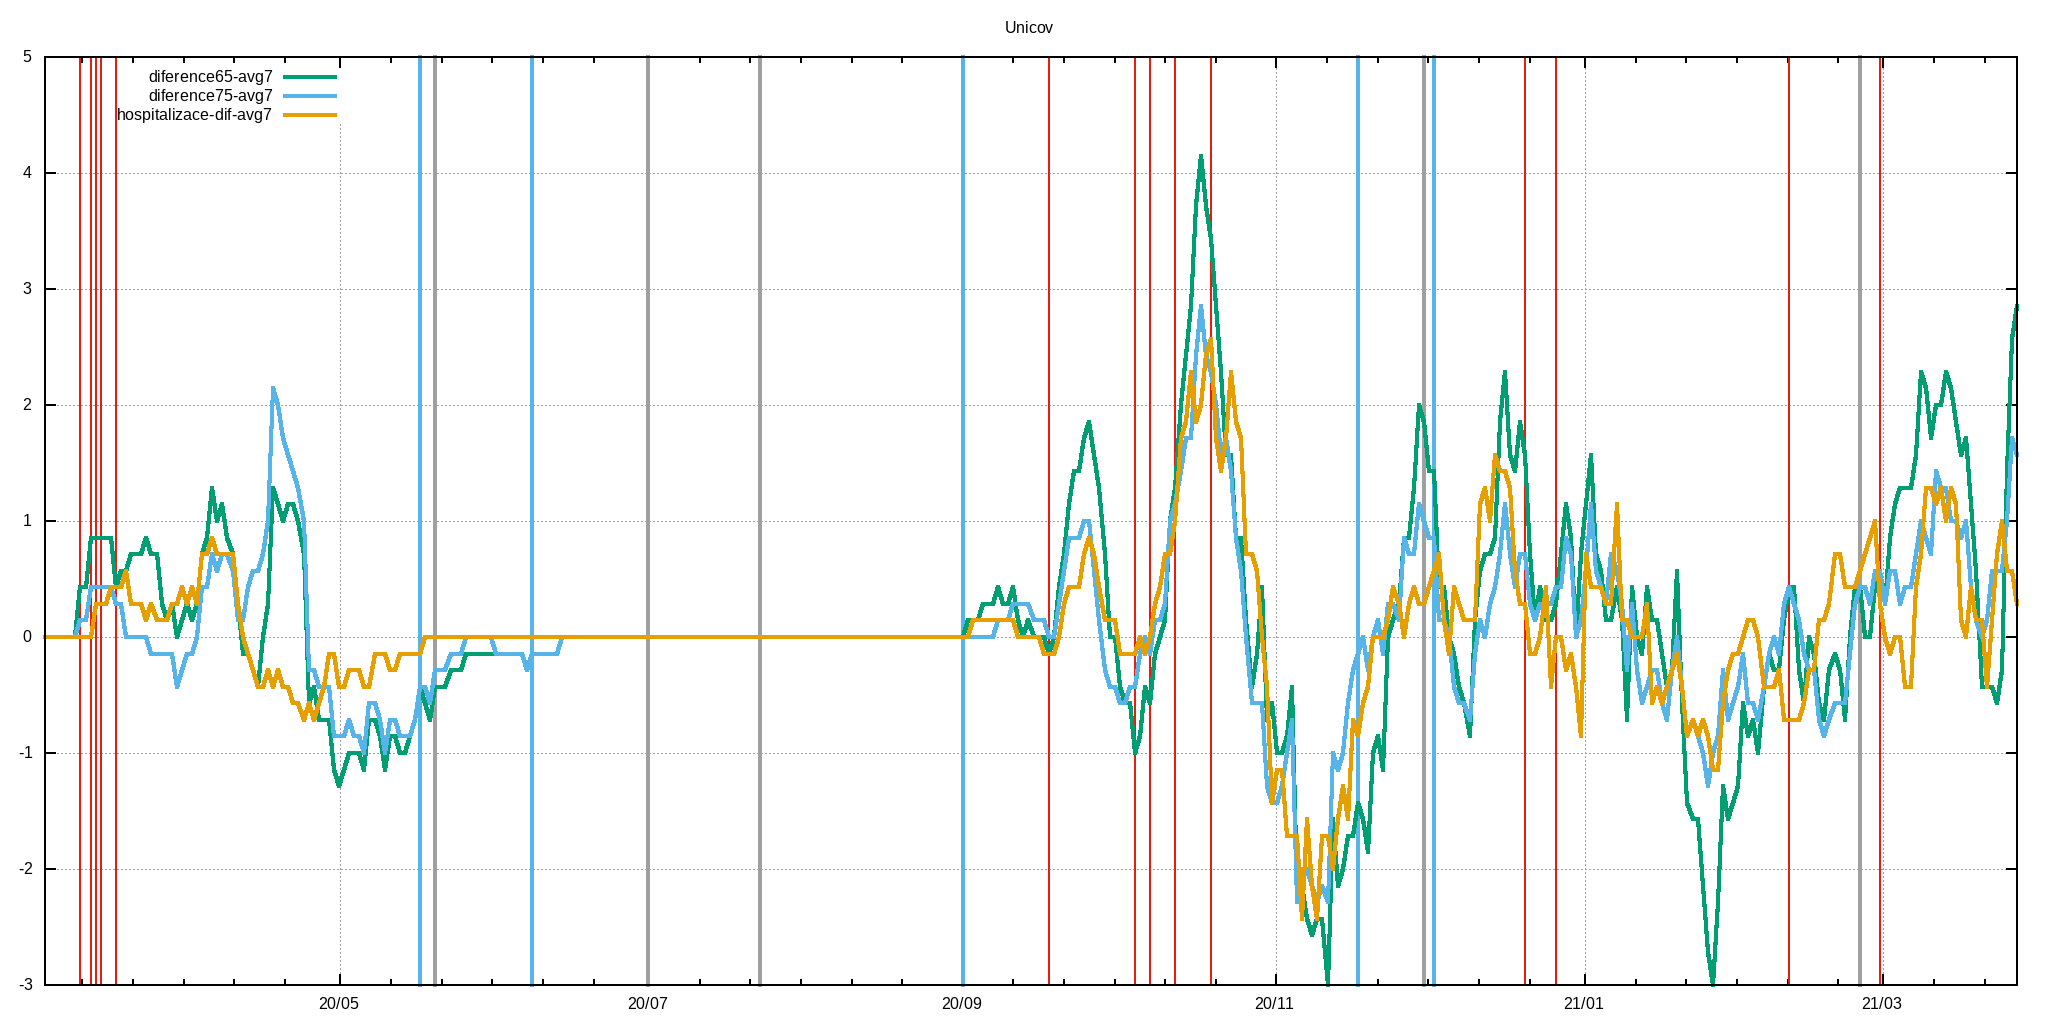 Unicov
5
diference65-avg7
diference75-avg7
hospitalizace-dif-avg7
4
3
2
1
0
-1
-2
-3
20/05 20/07 20/09 20/11 21/01 21/03